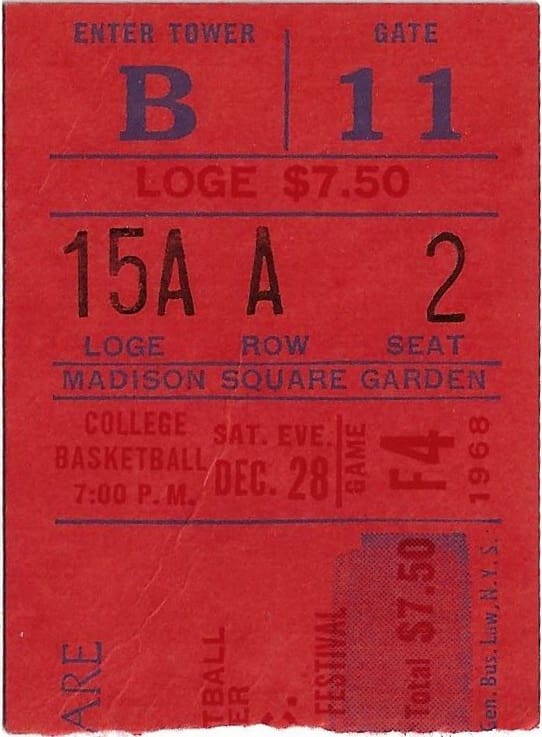 ENTER TOWER GATE
B 11
LOGE $7.50
15A A 2
LOGE ROW SEAT
MADISON SQUARE GARDEN
COLLEGE
BASKETBALL
7:00 P.M.
SAT. EVE.
DEC. 28
GAME
F4
1968
ARE
TBALL
ER
FESTIVAL
Total $7.50
Gen. Bus. Law, N.Y.S.